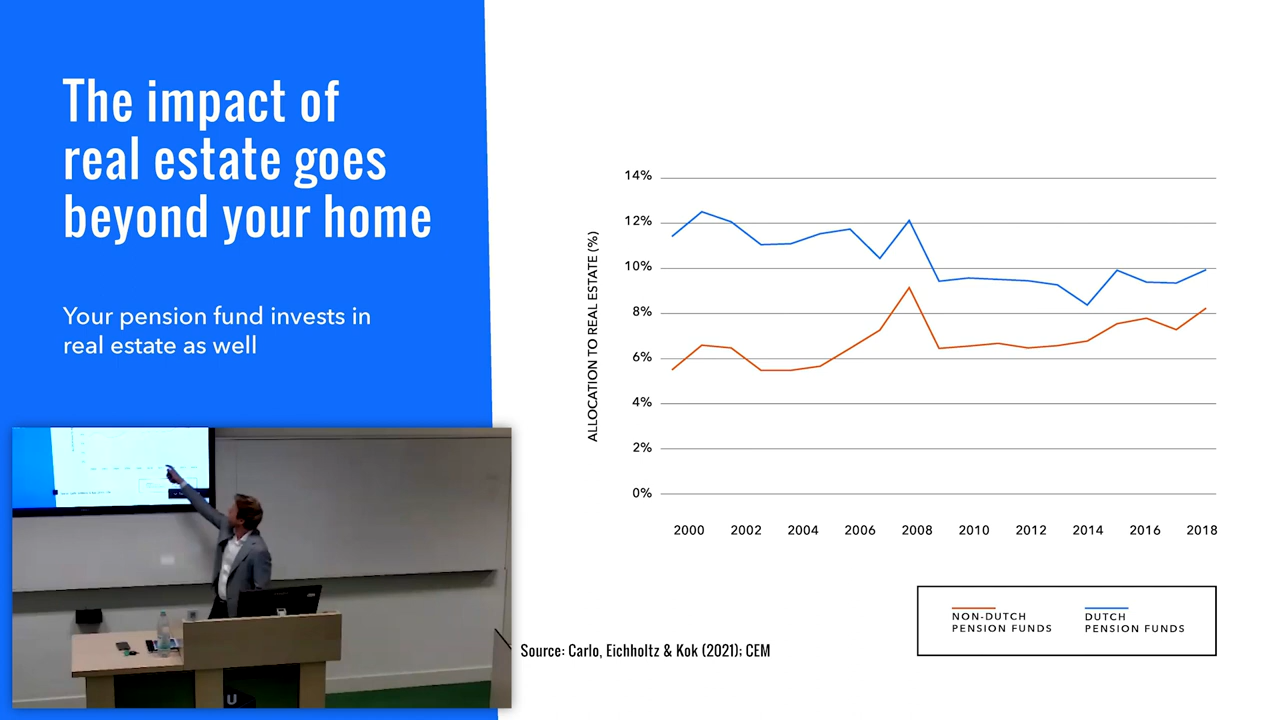 The impact of
real estate goes
beyond your home
Your pension fund invests in
real estate as well
ALLOCATION TO REAL ESTATE (%)
14%
12%
10%
8%
6%
4%
2%
0%
2000 2002 2004 2006 2008 2010 2012 2014 2016 2018
NON-DUTCH
PENSION FUNDS
DUTCH
PENSION FUNDS
Source: Carlo, Eichholtz & Kok (2021); CEM
U